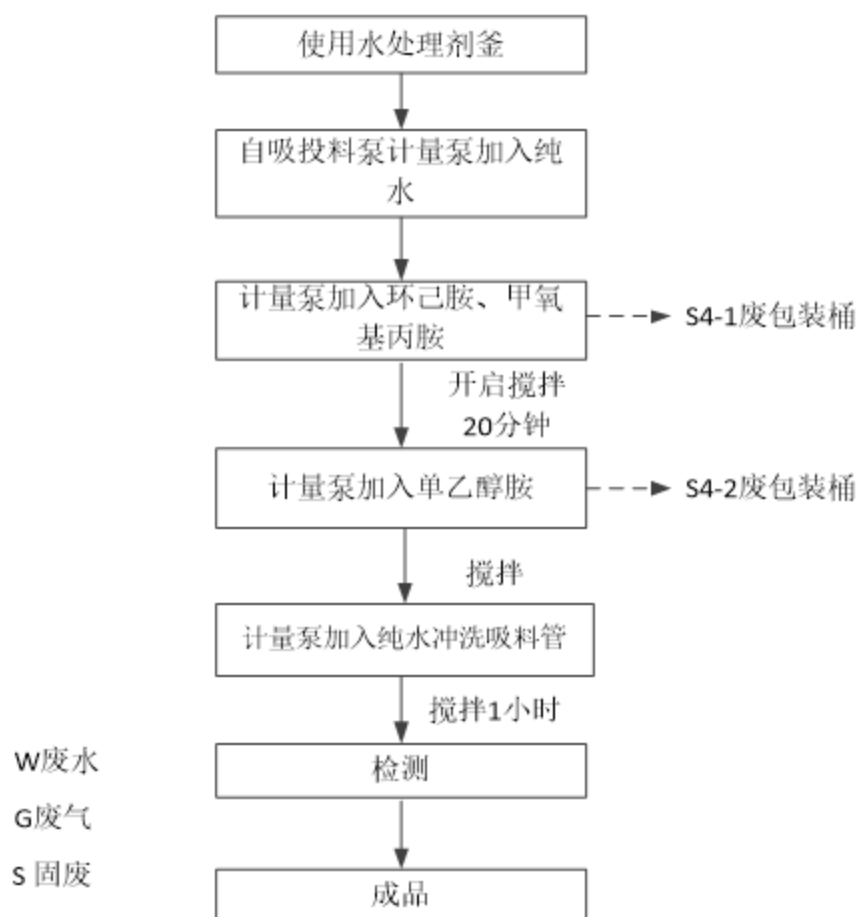 使用水处理剂釜
自吸投料泵计量泵加入纯
水
计量泵加入环己胺、甲氧
基丙胺
S4-1废包装桶
开启搅拌
20分钟
计量泵加入单乙醇胺
S4-2废包装桶
搅拌
计量泵加入纯水冲洗吸料管
搅拌1小时
W废水
检测
G废气
S 固废
成品